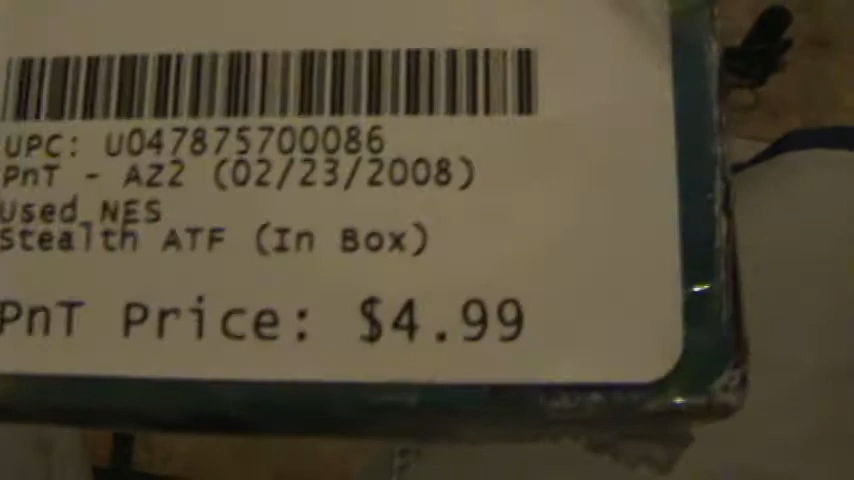 UPC: U047875700086
PnT - AZ2 (02/23/2008)
Used NES
Stealth ATF (In Box)
PnT Price: $4.99